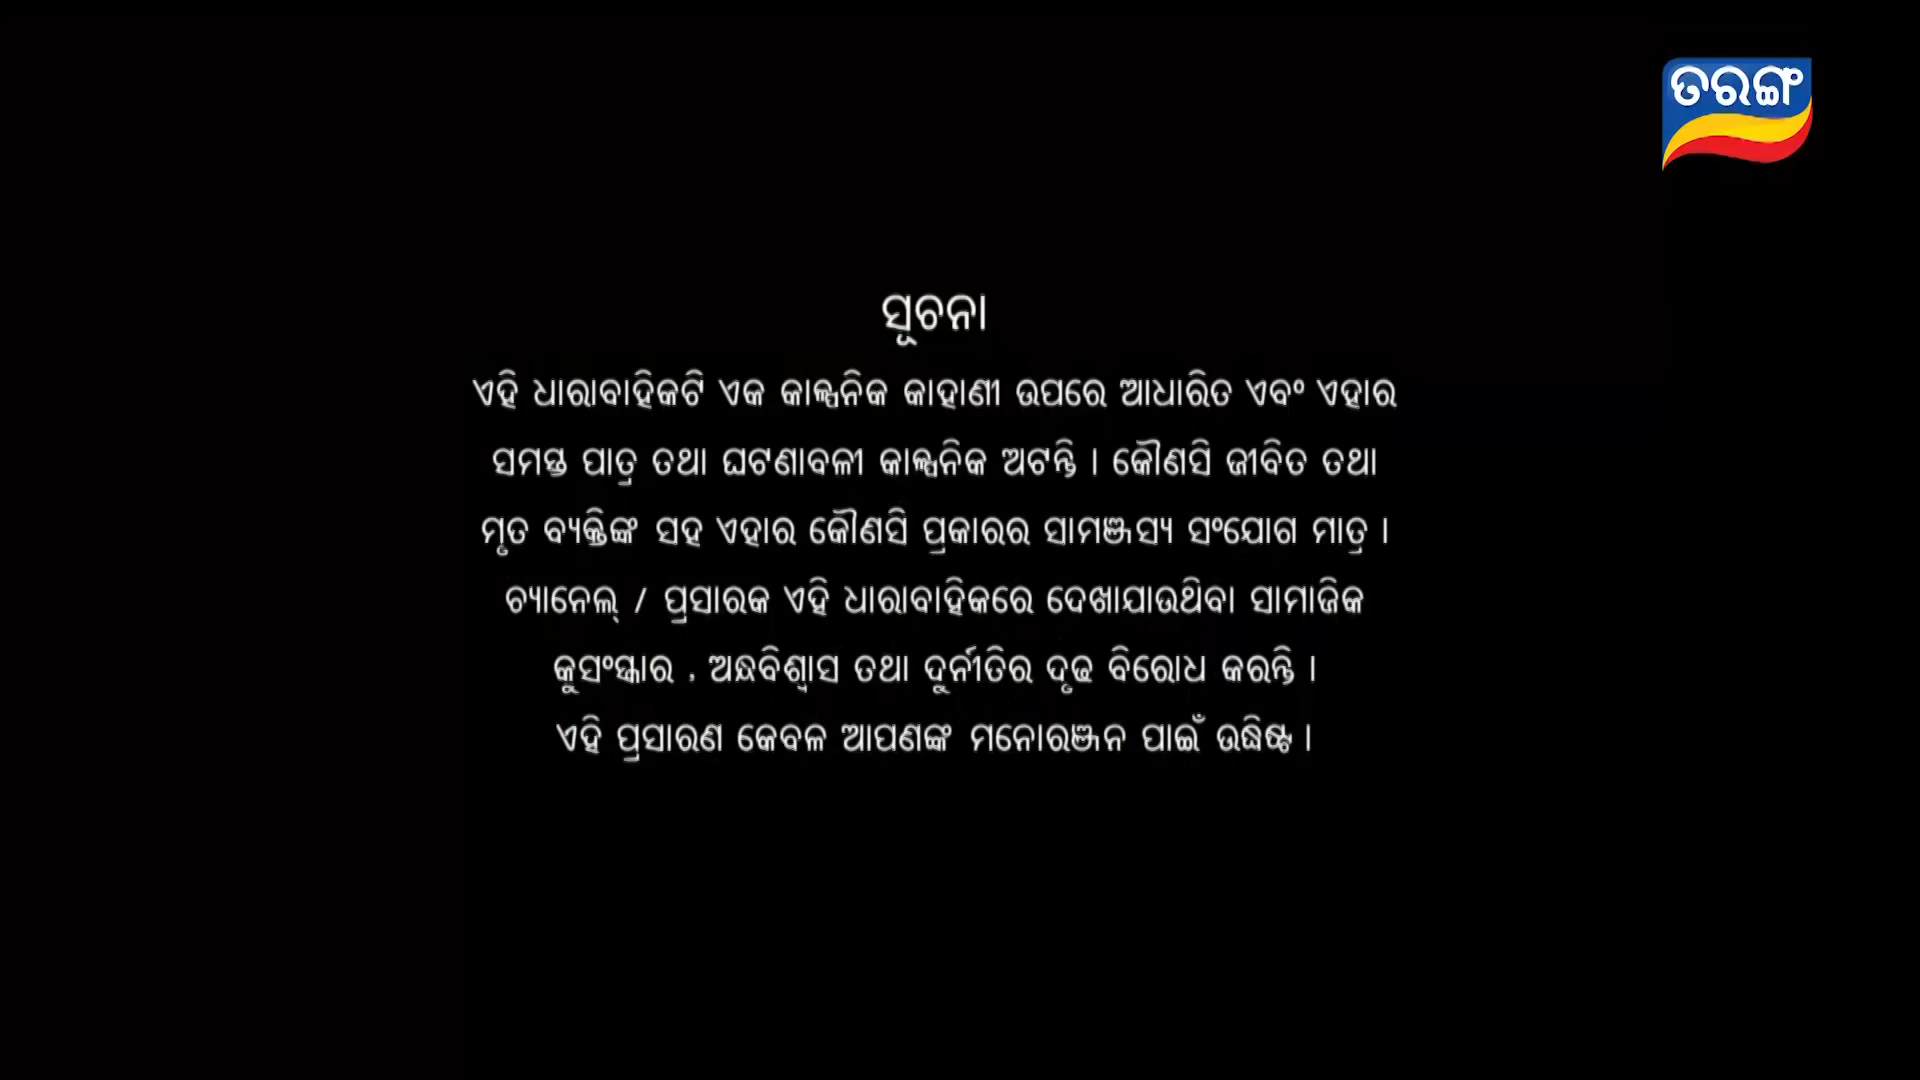 ତରଙ୍ଗ
ସୂଚନା
ଏହି ଧାରାବାହିକଟି ଏକ କାଳ୍ପନିକ କାହାଣୀ ଉପରେ ଆଧାରିତ ଏବଂ ଏହାର
ସମସ୍ତ ପାତ୍ର ତଥା ଘଟଣାବଳୀ କାଳ୍ପନିକ ଅଟନ୍ତି । କୌଣସି ଜୀବିତ ତଥା
ମୃତ ବ୍ୟକ୍ତିଙ୍କ ସହ ଏହାର କୌଣସି ପ୍ରକାରର ସାମଞ୍ଜସ୍ୟ ସଂଯୋଗ ମାତ୍ର ।
ଚ୍ୟାନେଲ୍ / ପ୍ରସାରକ ଏହି ଧାରାବାହିକରେ ଦେଖାଯାଉଥିବା ସାମାଜିକ
କୁସଂସ୍କାର , ଅନ୍ଧବିଶ୍ୱାସ ତଥା ଦୁର୍ନୀତିର ଦୃଢ ବିରୋଧ କରନ୍ତି ।
ଏହି ପ୍ରସାରଣ କେବଳ ଆପଣଙ୍କ ମନୋରଞ୍ଜନ ପାଇଁ ଉଦ୍ଧିଷ୍ଟ ।